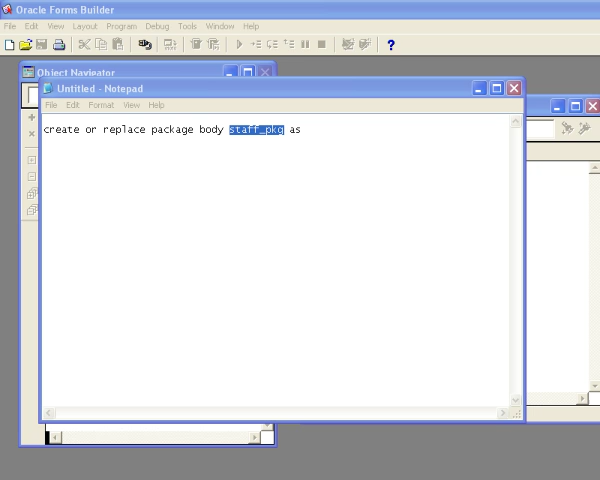 Oracle Forms Builder
File Edit View Layout Program Debug Tools Window Help
Object Navigator
Untitled - Notepad
File Edit Format View Help
create or replace package body staff_pkg as